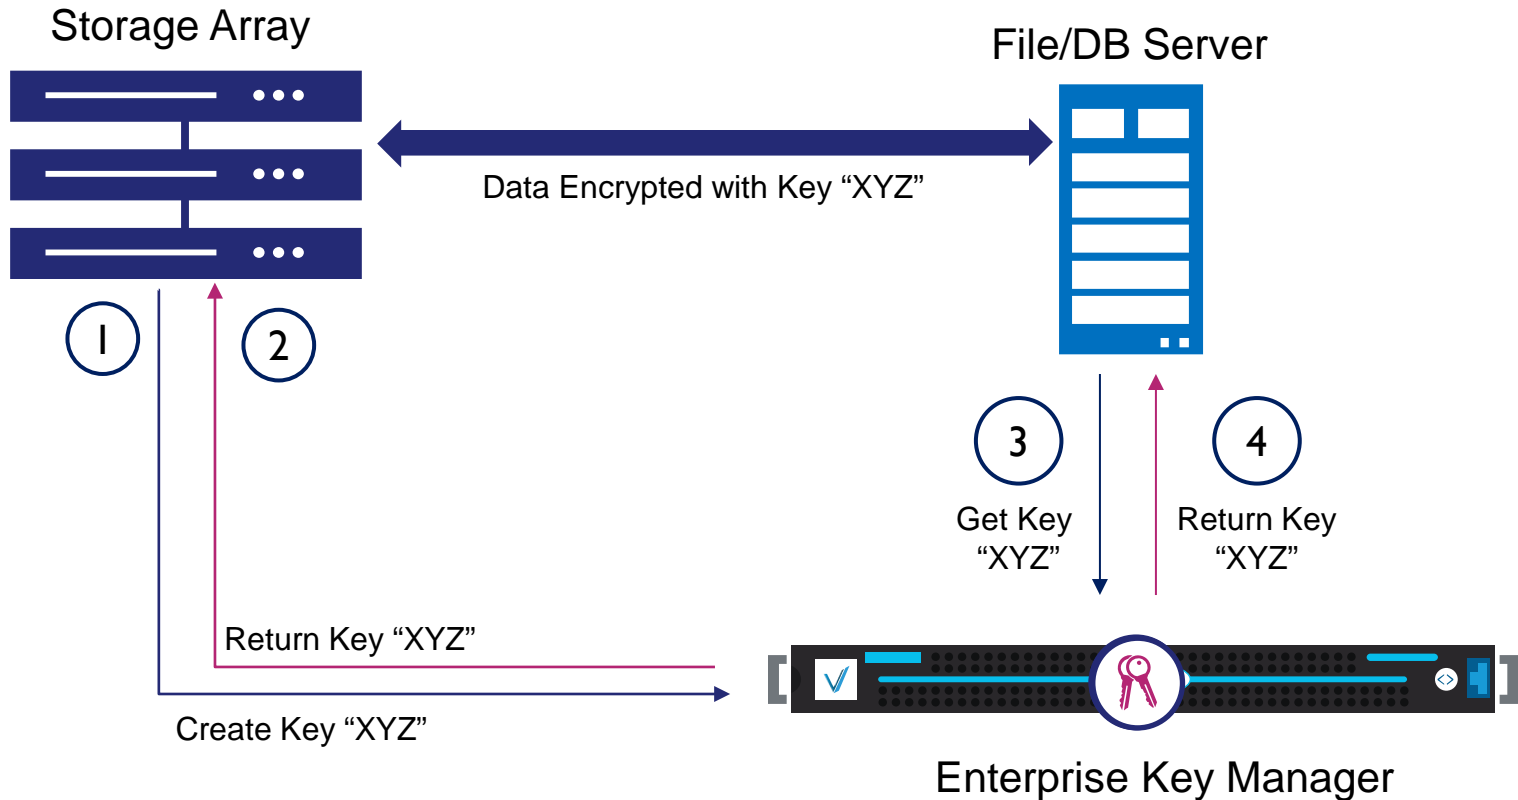 Storage Array
File/DB Server
Data Encrypted with Key “XYZ”
1
2
3
4
Get Key
“XYZ”
Return Key
“XYZ”
Return Key “XYZ”
Create Key “XYZ”
<>
Enterprise Key Manager